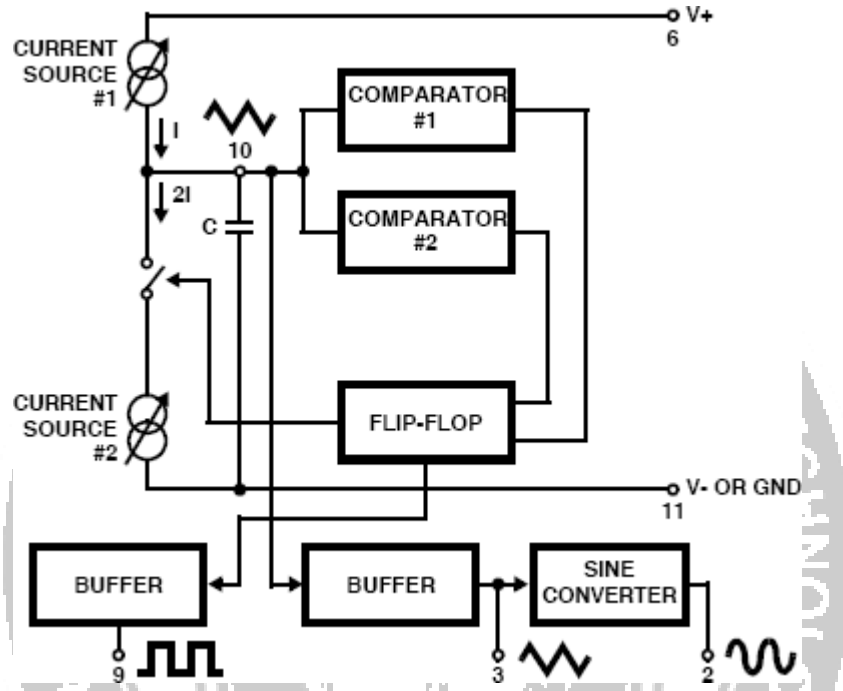 V+
6
CURRENT
SOURCE
#1
I
10
2I
C
COMPARATOR
#1
COMPARATOR
#2
CURRENT
SOURCE
#2
FLIP-FLOP
V- OR GND
11
BUFFER
BUFFER
SINE
CONVERTER
9
3
2